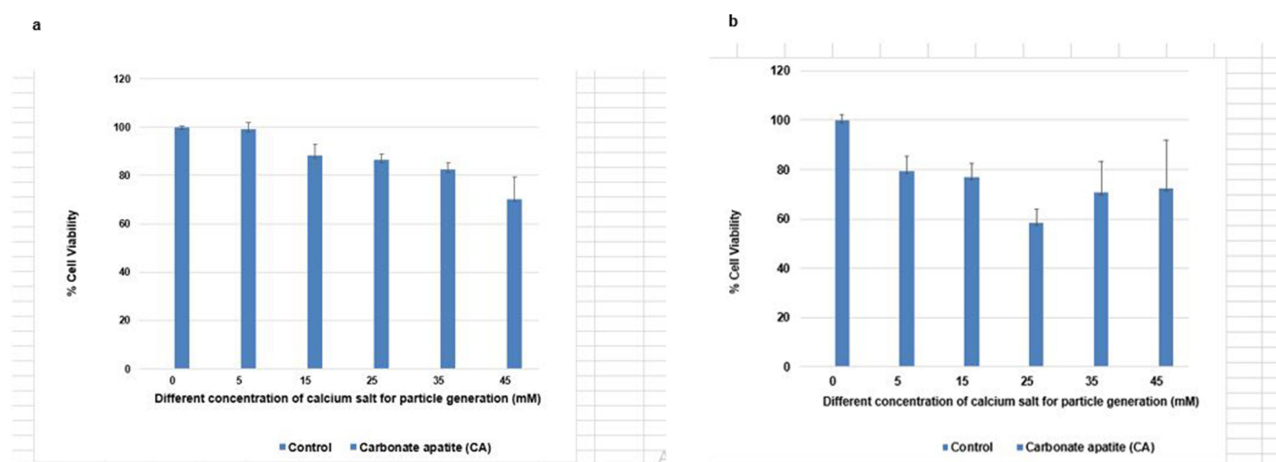 a
120
100
80
60
40
20
0
% Cell Viability
0 5 15 25 35 45
Different concentration of calcium salt for particle generation (mM)
Control Carbonate apatite (CA)
b
120
100
80
60
40
20
0
% Cell Viability
0 5 15 25 35 45
Different concentration of calcium salt for particle generation (mM)
Control Carbonate apatite (CA)